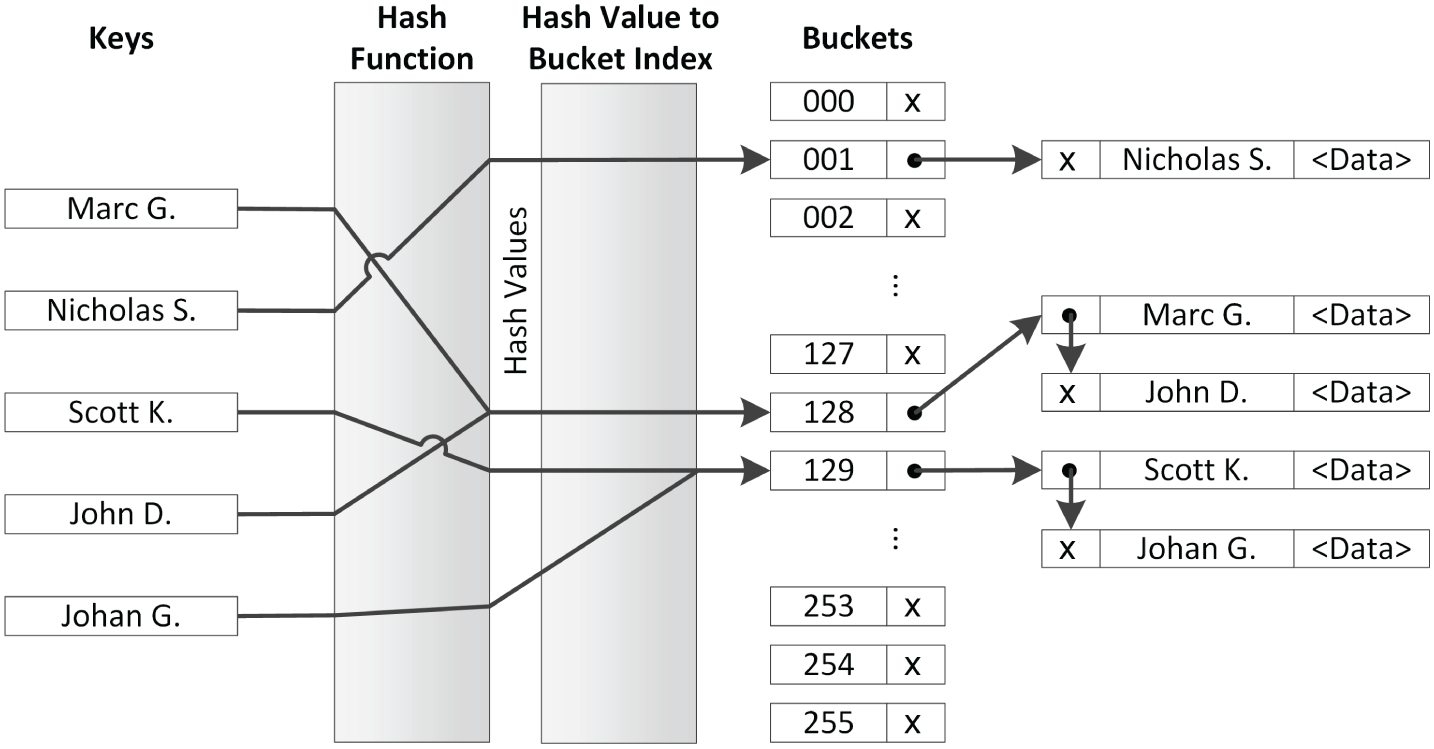 Keys
Hash
Function
Hash Value to
Bucket Index
Buckets
Marc G.
Nicholas S.
Scott K.
John D.
Johan G.
Hash Values
000 x
001
002 x
⋮
127 x
128
129
⋮
253 x
254 x
255 x
x Nicholas S. <Data>
Marc G. <Data>
x John D. <Data>
Scott K. <Data>
x Johan G. <Data>